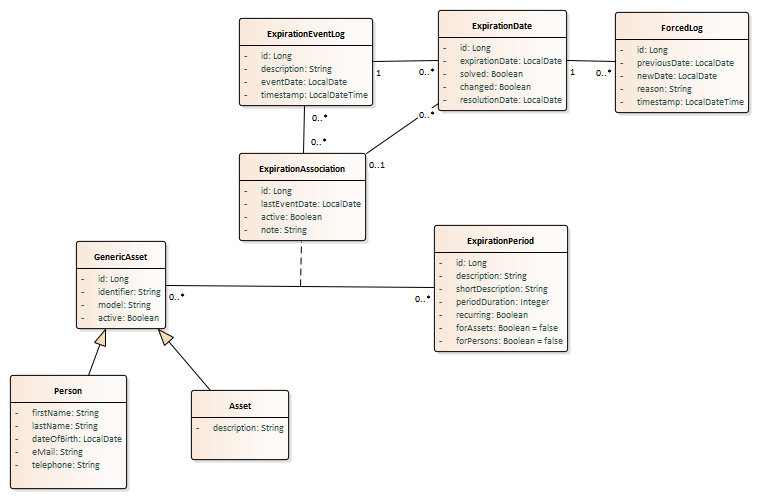 ExpirationEventLog
- id: Long
- description: String
- eventDate: LocalDate
- timestamp: LocalDateTime
ExpirationDate
- id: Long
- expirationDate: LocalDate
- solved: Boolean
- changed: Boolean
- resolutionDate: LocalDate
ForcedLog
- id: Long
- previousDate: LocalDate
- newDate: LocalDate
- reason: String
- timestamp: LocalDateTime
1
0..*
1
0..*
0..*
0..*
0..*
0..1
ExpirationAssociation
- id: Long
- lastEventDate: LocalDate
- active: Boolean
- note: String
GenericAsset
- id: Long
- identifier: String
- model: String
- active: Boolean
0..*
0..*
ExpirationPeriod
- id: Long
- description: String
- shortDescription: String
- periodDuration: Integer
- recurring: Boolean
- forAssets: Boolean = false
- forPersons: Boolean = false
Person
- firstName: String
- lastName: String
- dateOfBirth: LocalDate
- eMail: String
- telephone: String
Asset
- description: String